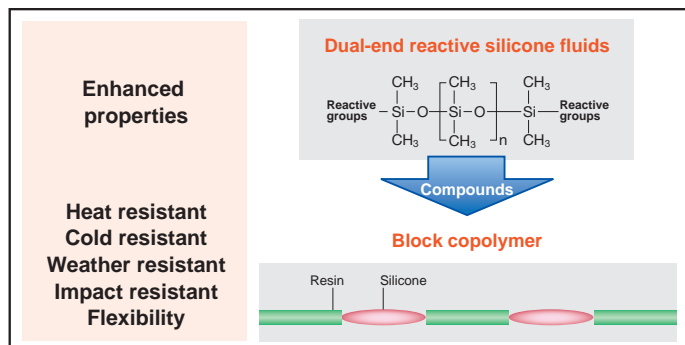 Enhanced
properties
Heat resistant
Cold resistant
Weather resistant
Impact resistant
Flexibility
Dual-end reactive silicone fluids
CH3 CH3 CH3
Reactive
groups
Si O Si O Si
Reactive
groups
CH3 CH3 n CH3
Compounds
Block copolymer
Resin Silicone